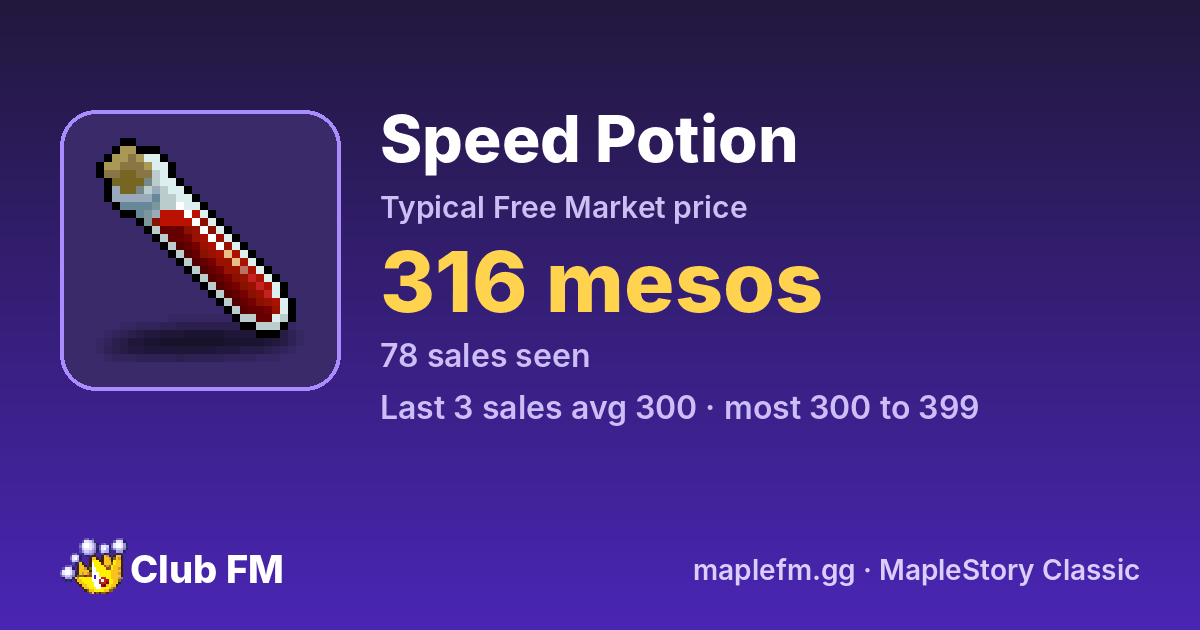 Speed Potion
Typical Free Market price
316 mesos
78 sales seen
Last 3 sales avg 300 · most 300 to 399
Club FM
maplefm.gg · MapleStory Classic